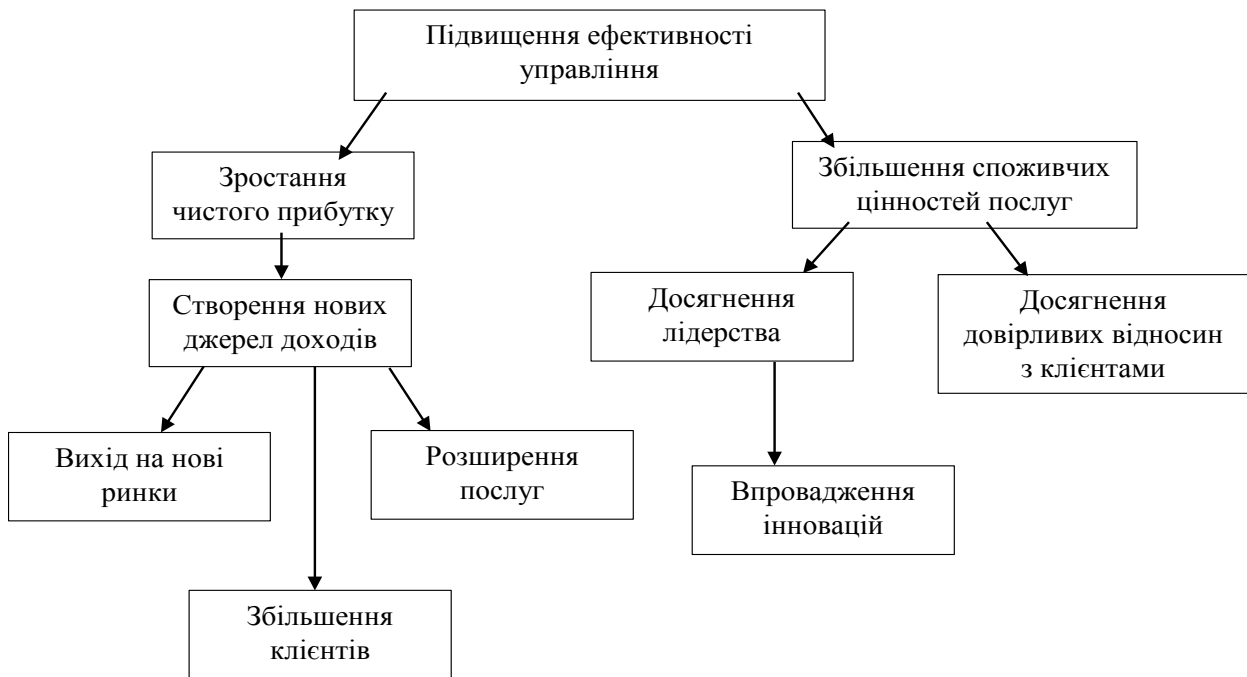 Підвищення ефективності
управління
Зростання
чистого прибутку
Збільшення споживчих
цінностей послуг
Створення нових
джерел доходів
Досягнення
лідерства
Досягнення
довірливих відносин
з клієнтами
Вихід на нові
ринки
Розширення
послуг
Впровадження
інновацій
Збільшення
клієнтів